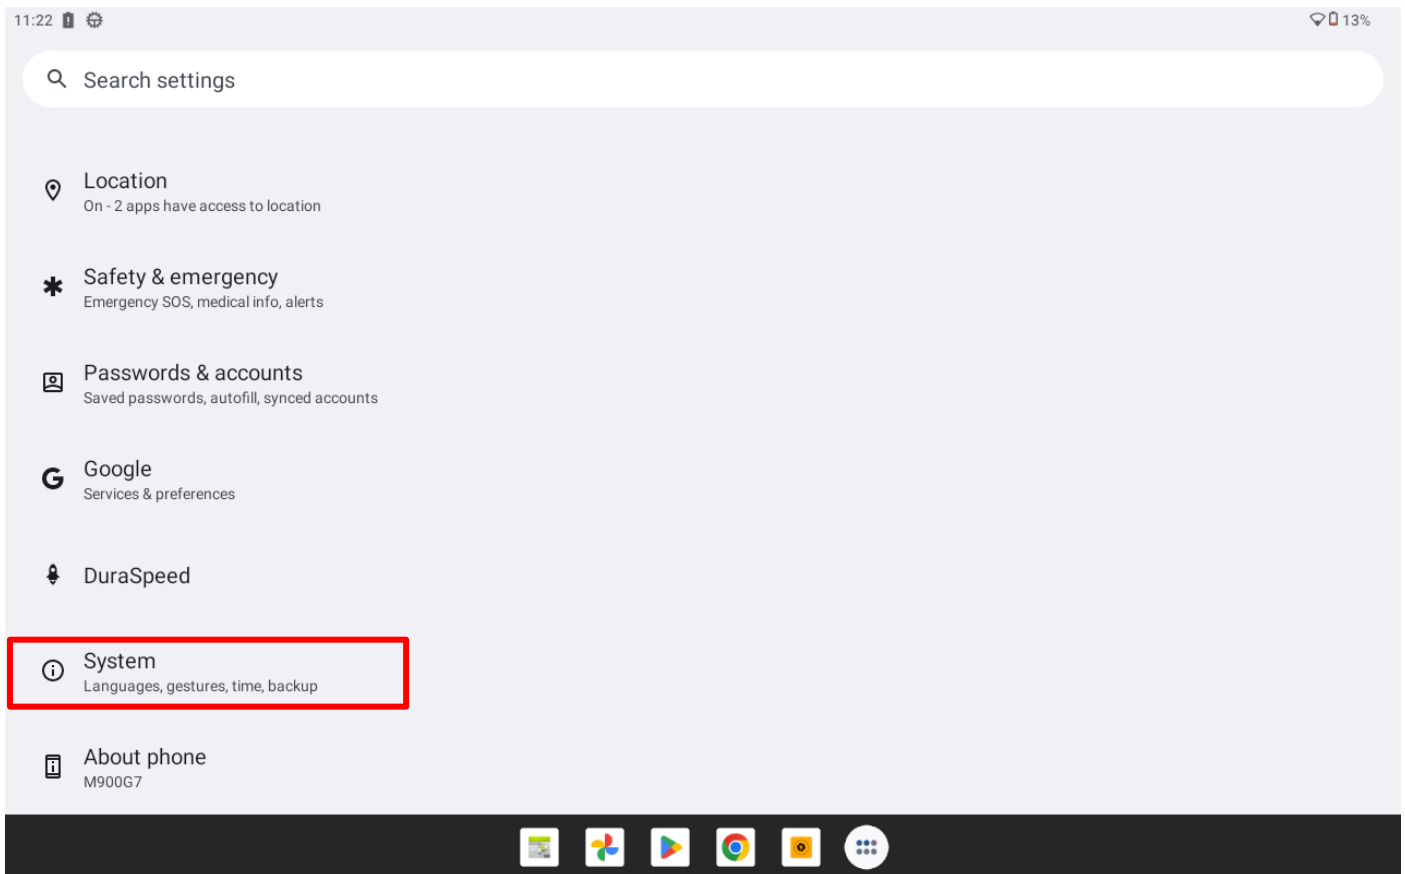 11:22
13%
Search settings
Location
On - 2 apps have access to location
Safety & emergency
Emergency SOS, medical info, alerts
Passwords & accounts
Saved passwords, autofill, synced accounts
Google
Services & preferences
DuraSpeed
System
Languages, gestures, time, backup
About phone
M900G7